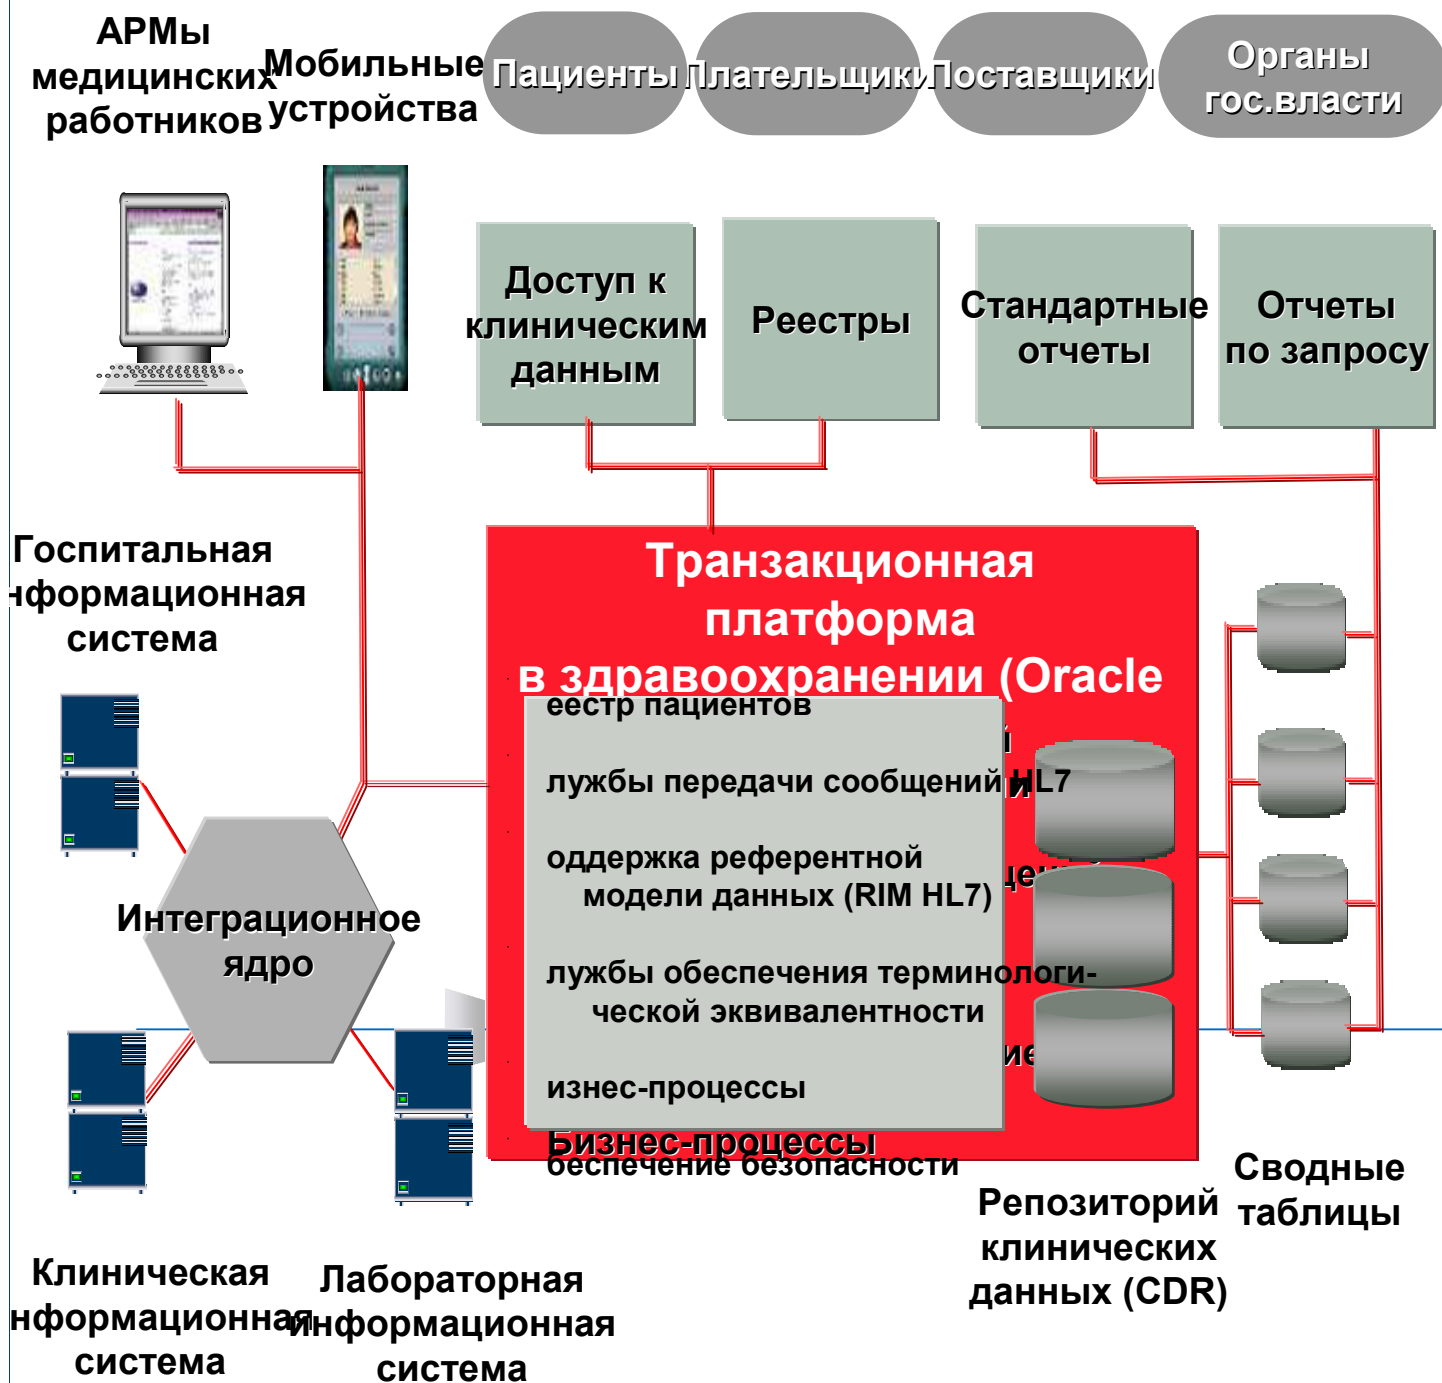 АРМы
медицинских
работников
Мобильные
устройства
Пациенты
Плательщики
Поставщики
Органы
гос.власти
Доступ к
клиническим
данным
Реестры
Стандартные
отчеты
Отчеты
по запросу
Госпитальная
нформационная
система
Транзакционная
платформа
в здравоохранении (Oracle
еестр пациентов
лужбы передачи сообщений HL7
оддержка референтной
модели данных (RIM HL7)
лужбы обеспечения терминологи-
ческой эквивалентности
изнес-процессы
Бизнес-процессы
беспечение безопасности
Интеграционное
ядро
Сводные
таблицы
Репозиторий
клинических
данных (CDR)
Клиническая
нформационная
система
Лабораторная
информационная
система